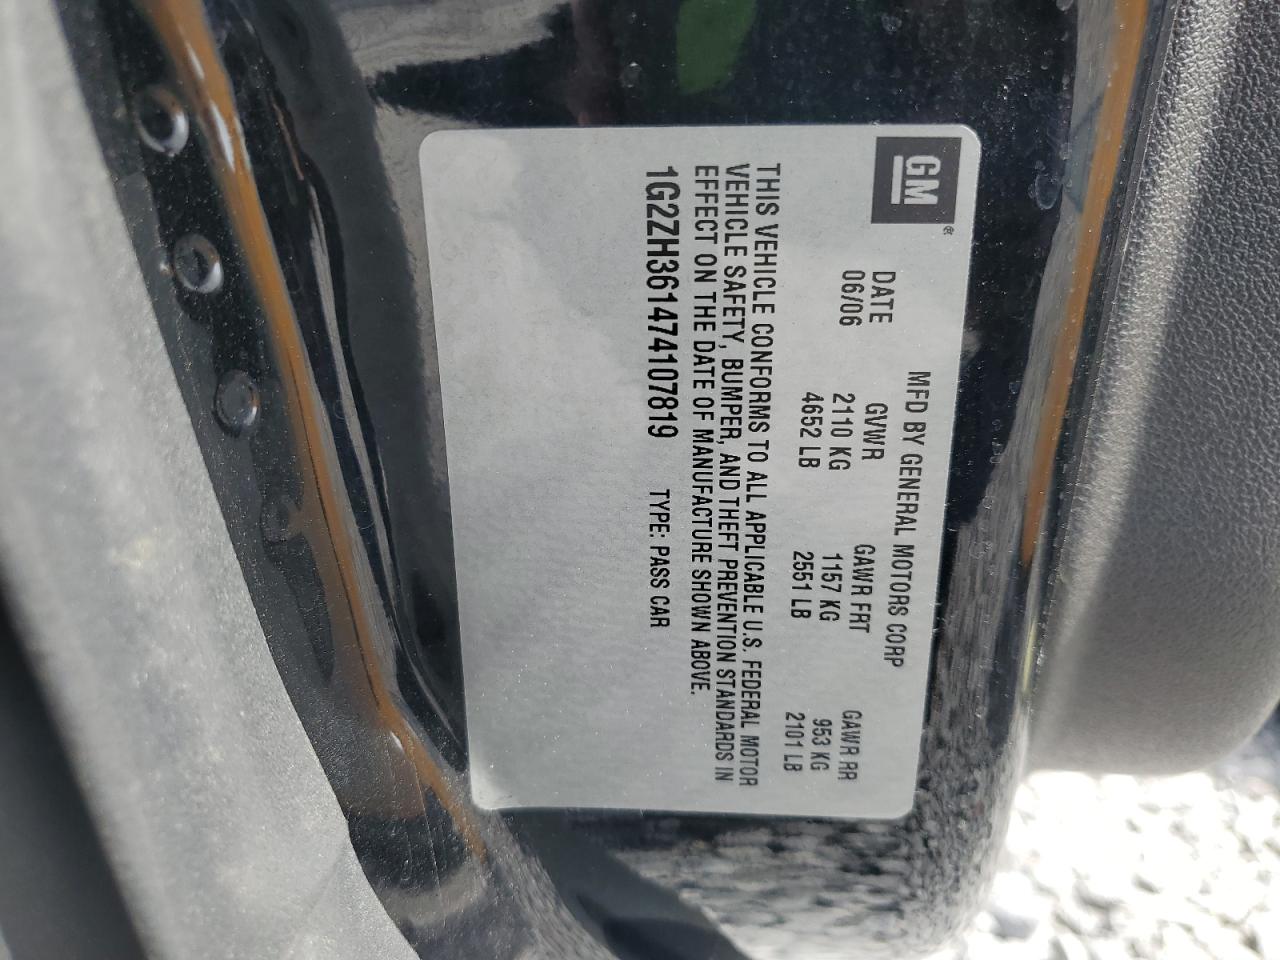 GM
MFD BY GENERAL MOTORS CORP
DATE GVWR GAWR FRT GAWR RR
06/06 2110 KG 1157 KG 953 KG
4652 LB 2551 LB 2101 LB
THIS VEHICLE CONFORMS TO ALL APPLICABLE U.S. FEDERAL MOTOR
VEHICLE SAFETY, BUMPER, AND THEFT PREVENTION STANDARDS IN
EFFECT ON THE DATE OF MANUFACTURE SHOWN ABOVE.
1G2ZH361474107819 TYPE: PASS CAR